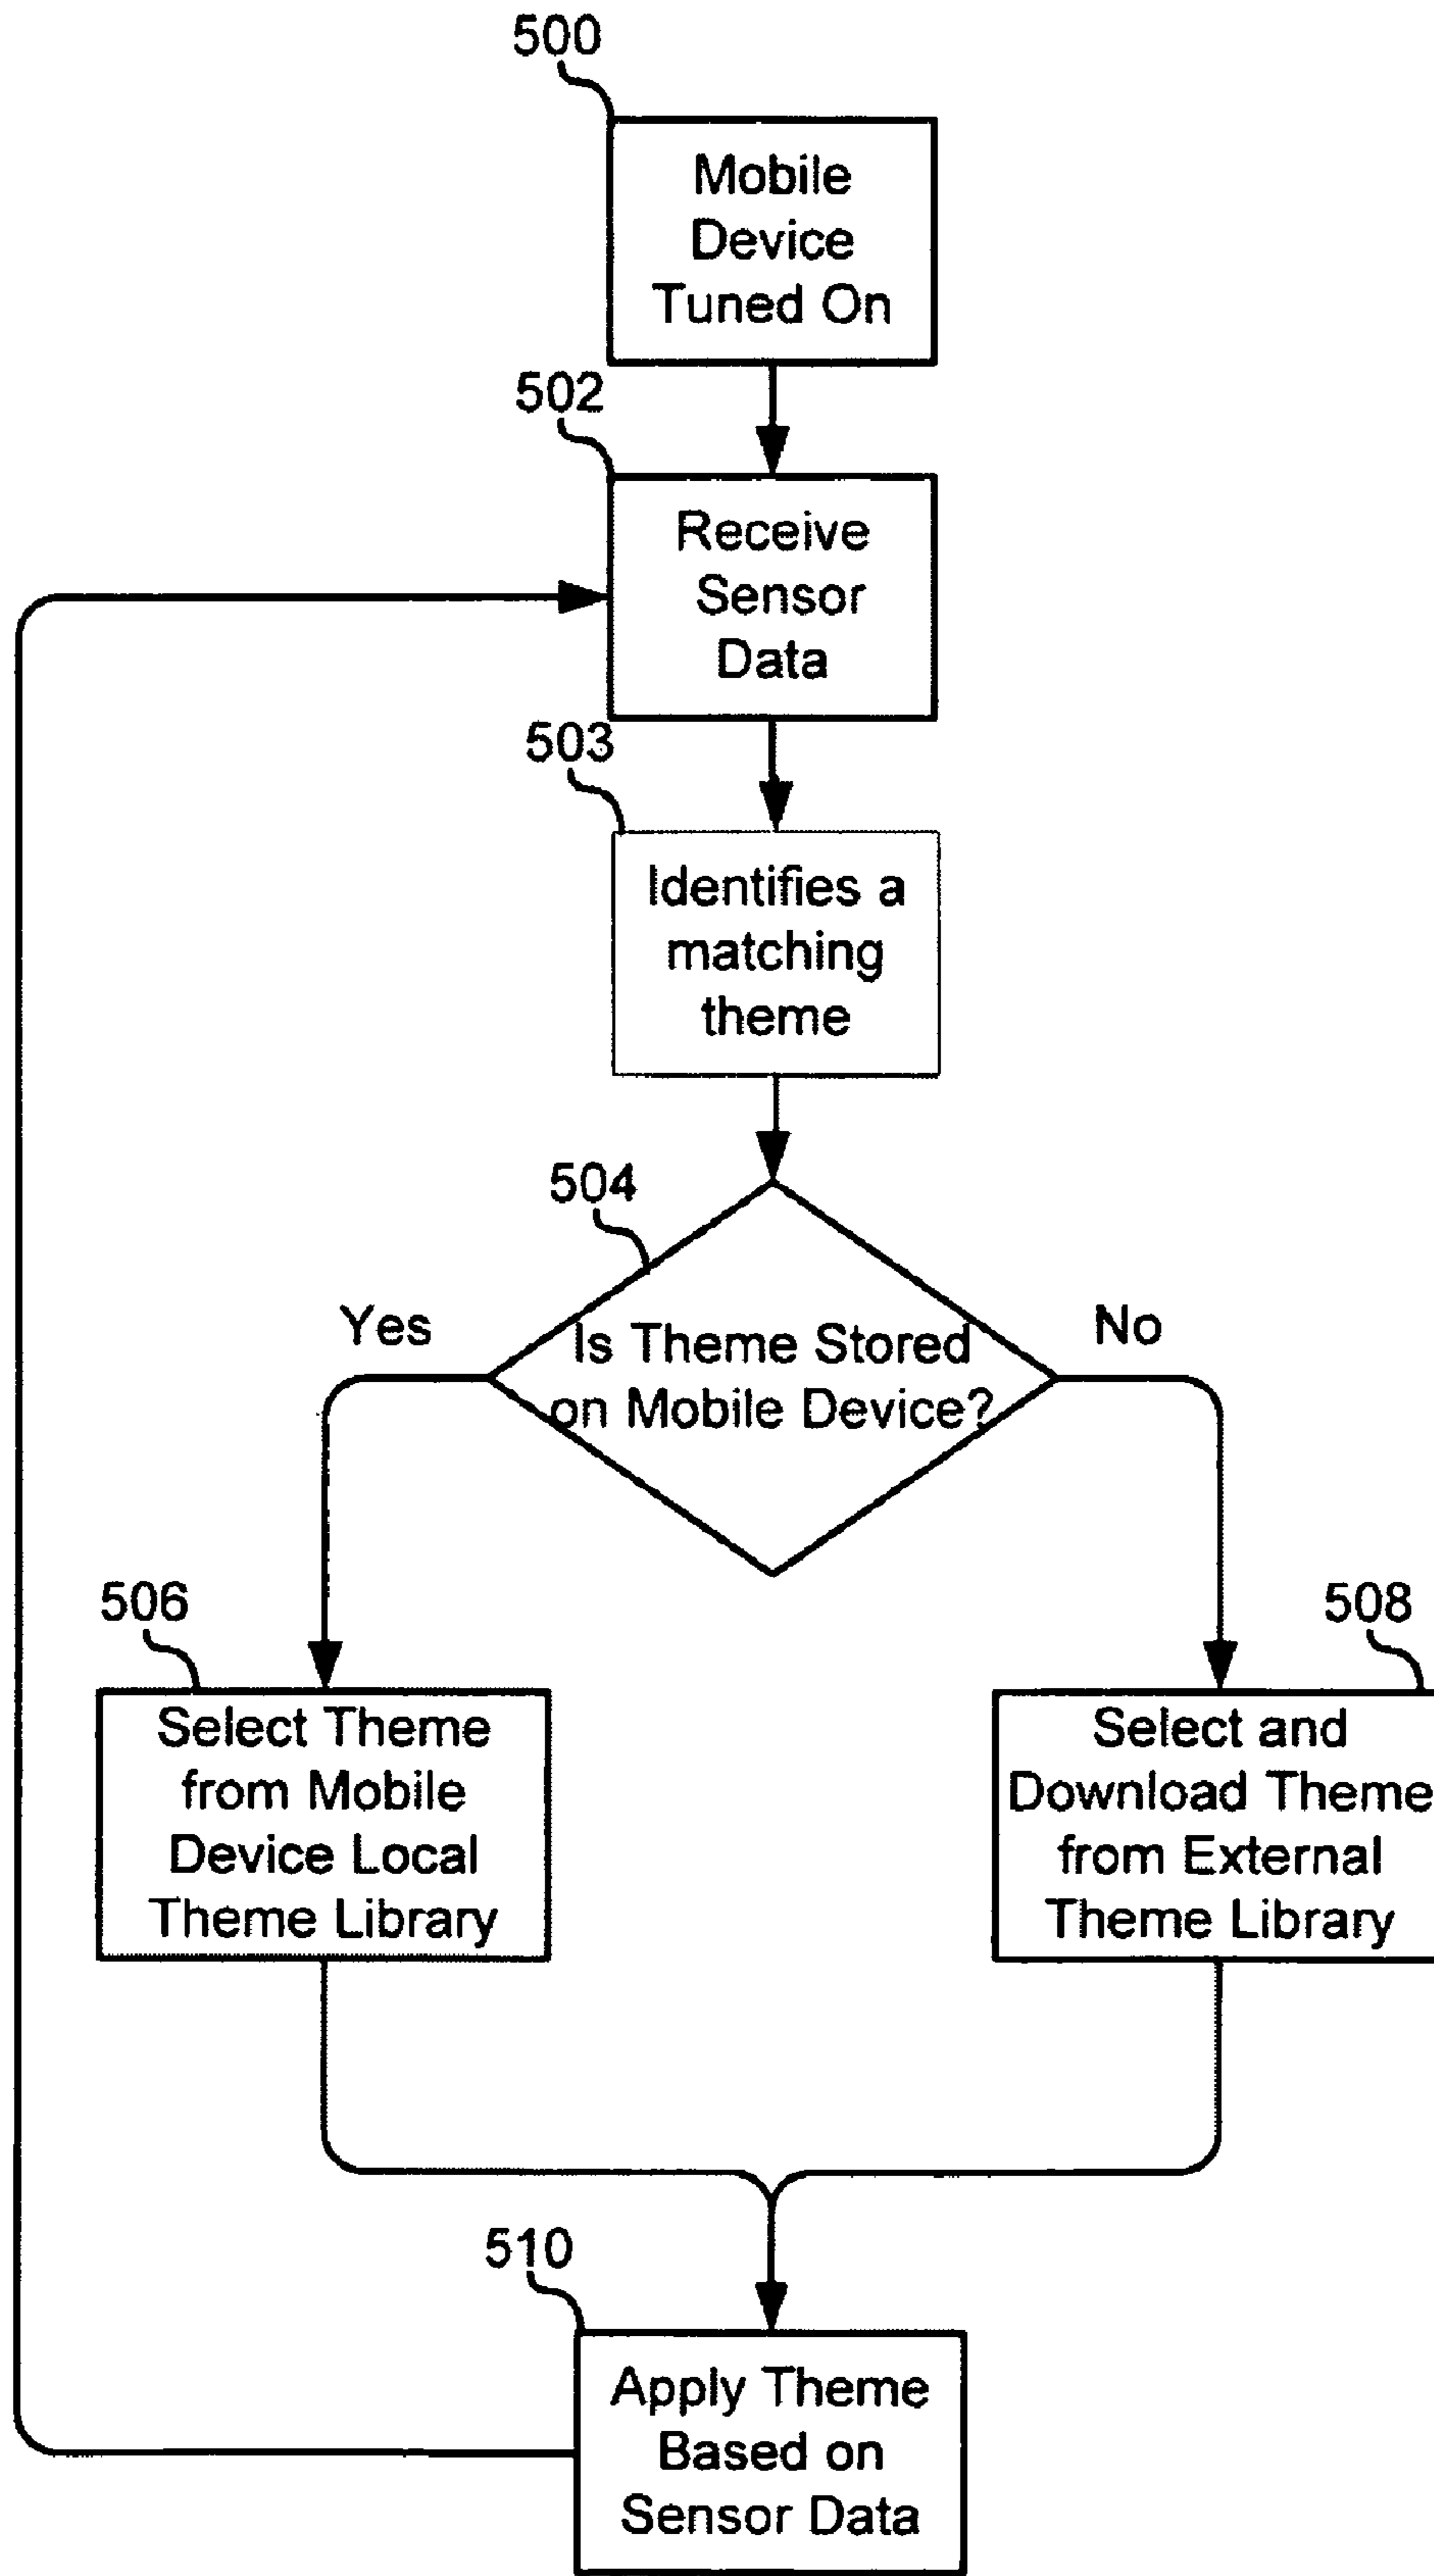 500
Mobile
Device
Tuned On
502
Receive
Sensor
Data
503
Identifies a
matching
theme
504
Yes
No
Is Theme Stored
on Mobile Device?
506
Select Theme
from Mobile
Device Local
Theme Library
508
Select and
Download Theme
from External
Theme Library
510
Apply Theme
Based on
Sensor Data